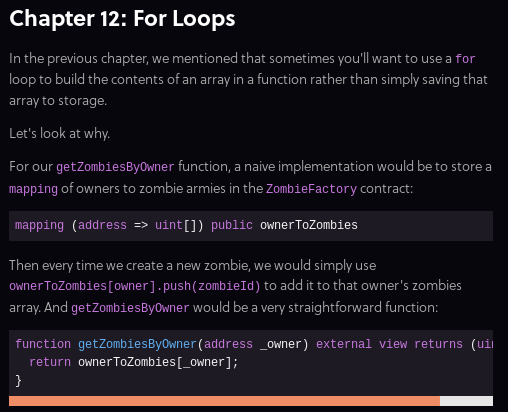 Chapter 12: For Loops
In the previous chapter, we mentioned that sometimes you'll want to use a for
loop to build the contents of an array in a function rather than simply saving that
array to storage.
Let's look at why.
For our getZombiesByOwner function, a naive implementation would be to store a
mapping of owners to zombie armies in the ZombieFactory contract:
mapping (address => uint[]) public ownerToZombies
Then every time we create a new zombie, we would simply use
ownerToZombies[owner].push(zombieId) to add it to that owner's zombies
array. And getZombiesByOwner would be a very straightforward function:
function getZombiesByOwner(address _owner) external view returns (
return ownerToZombies[_owner];
}